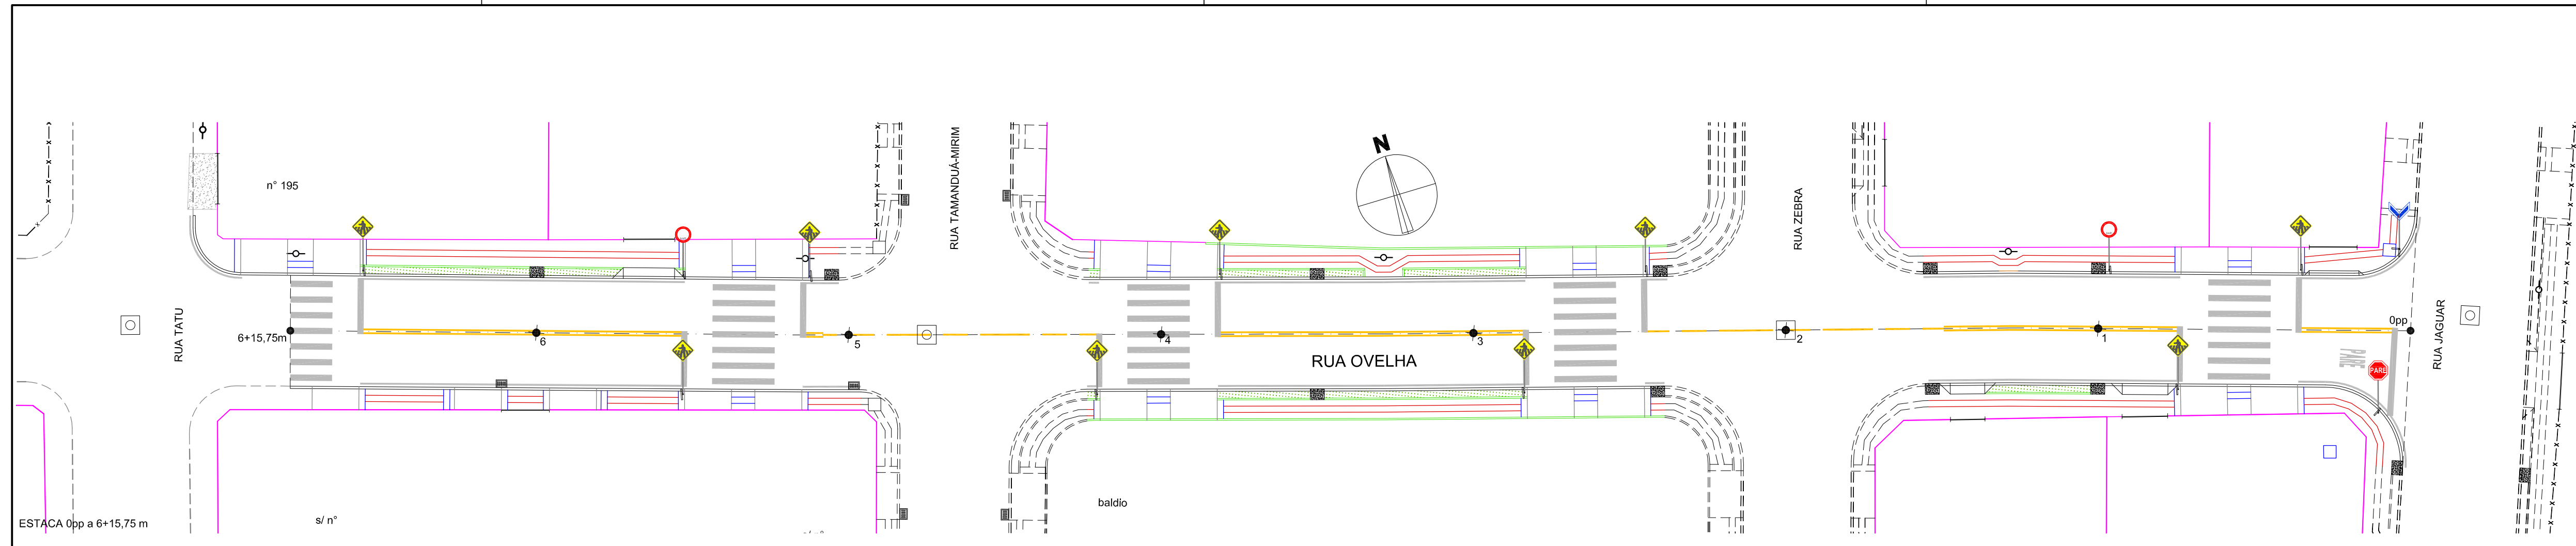 N
n° 195
RUA TAMANDUÁ-MIRIM
RUA ZEBRA
RUA TATU
6+15,75m
6
5
4
3
2
1
0pp
RUA JAGUAR
RUA OVELHA
PARE
PARE
baldio
s/ n°
ESTACA 0pp a 6+15,75 m